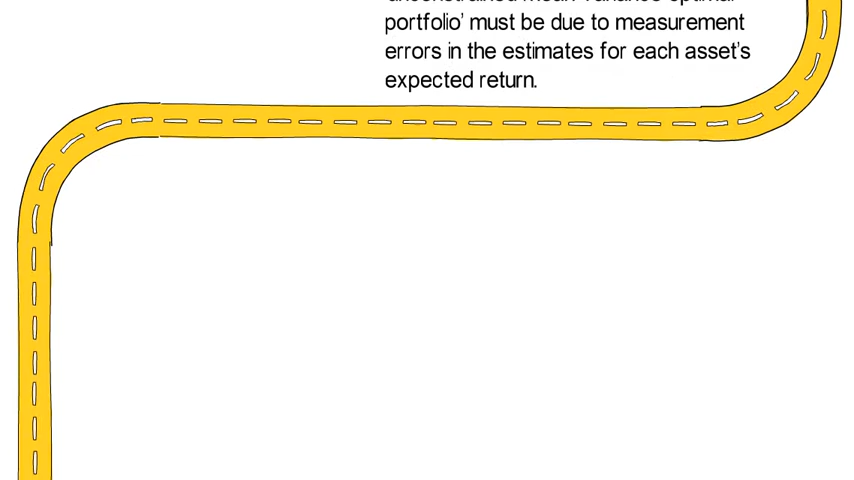 portfolio’ must be due to measurement
errors in the estimates for each asset’s
expected return.